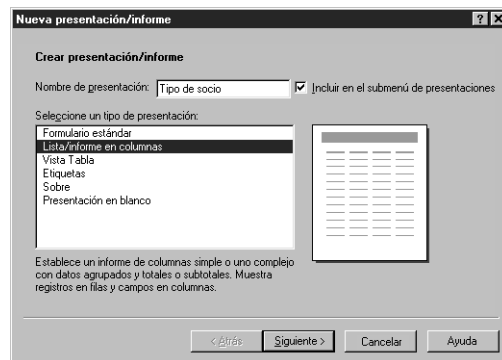 Nueva presentación/informe
Crear presentación/informe
Nombre de presentación: Tipo de socio Incluir en el submenú de presentaciones
Seleccione un tipo de presentación:
Formulario estándar
Lista/informe en columnas
Vista Tabla
Etiquetas
Sobre
Presentación en blanco
Establece un informe de columnas simple o uno complejo
con datos agrupados y totales o subtotales. Muestra
registros en filas y campos en columnas.
< Atrás Siguiente > Cancelar Ayuda